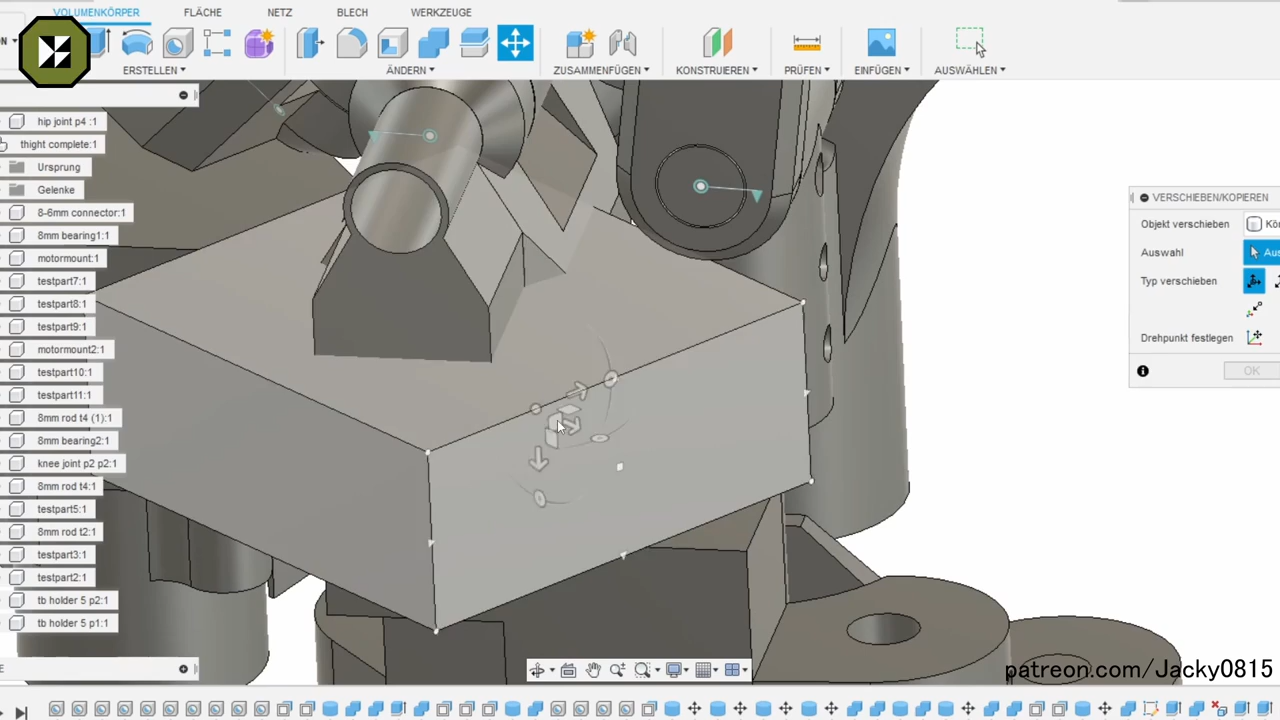 VOLUMENKÖRPER
FLÄCHE
NETZ
BLECH
WERKZEUGE
ERSTELLEN
ÄNDERN
ZUSAMMENFÜGEN
KONSTRUIEREN
PRÜFEN
EINFÜGEN
AUSWÄHLEN
hip joint p4 :1
thight complete:1
Ursprung
Gelenke
8-6mm connector:1
8mm bearing1:1
motormount:1
testpart7:1
testpart8:1
testpart9:1
motormount2:1
testpart10:1
testpart11:1
8mm rod t4 (1):1
8mm bearing2:1
knee joint p2 p2:1
8mm rod t4:1
testpart5:1
8mm rod t2:1
testpart3:1
testpart2:1
tb holder 5 p2:1
tb holder 5 p1:1
VERSCHIEBEN/KOPIEREN
Objekt verschieben
Auswahl
Typ verschieben
Drehpunkt festlegen
OK
patreon.com/Jacky0815